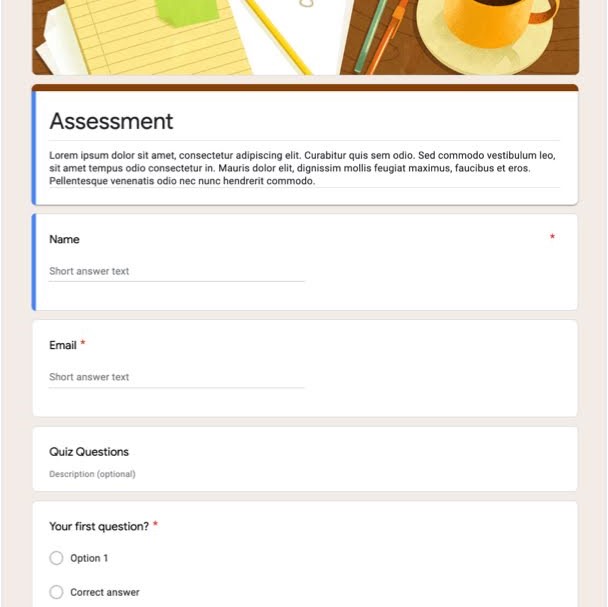 Assessment
Lorem ipsum dolor sit amet, consectetur adipiscing elit. Curabitur quis sem odio. Sed commodo vestibulum leo,
sit amet tempus odio consectetur in. Mauris dolor elit, dignissim mollis feugiat maximus, faucibus et eros.
Pellentesque venenatis odio nec nunc hendrerit commodo.
Name *
Short answer text
Email *
Short answer text
Quiz Questions
Description (optional)
Your first question? *
Option 1
Correct answer